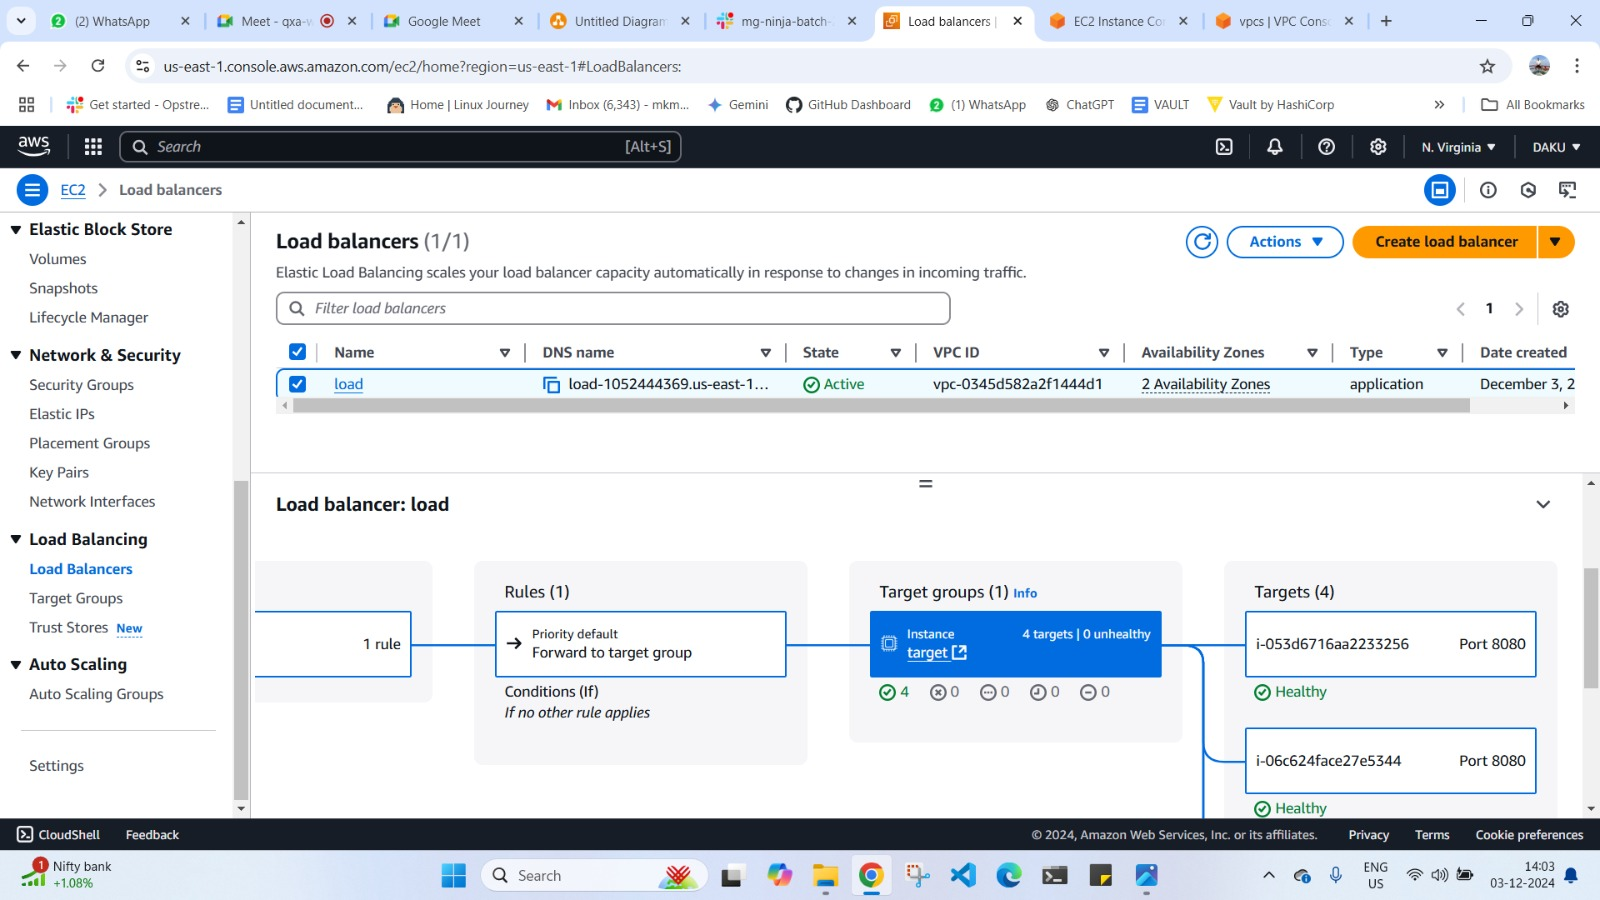 (2) WhatsApp
Meet - qxa-w
Google Meet
Untitled Diagram
mg-ninja-batch-
Load balancers |
EC2 Instance Co
vpcs | VPC Cons
us-east-1.console.aws.amazon.com/ec2/home?region=us-east-1#LoadBalancers:
Get started - Opstre...
Untitled document...
Home | Linux Journey
Inbox (6,343) - mkm...
Gemini
GitHub Dashboard
(1) WhatsApp
ChatGPT
VAULT
Vault by HashiCorp
All Bookmarks
aws
Search [Alt+S]
N. Virginia
DAKU
EC2 > Load balancers
Elastic Block Store
Volumes
Snapshots
Lifecycle Manager
Network & Security
Security Groups
Elastic IPs
Placement Groups
Key Pairs
Network Interfaces
Load Balancing
Load Balancers
Target Groups
Trust Stores New
Auto Scaling
Auto Scaling Groups
Settings
Load balancers (1/1)
Actions
Create load balancer
Elastic Load Balancing scales your load balancer capacity automatically in response to changes in incoming traffic.
Filter load balancers
1
Name DNS name State VPC ID Availability Zones Type Date created
load load-1052444369.us-east-1... Active vpc-0345d582a2f1444d1 2 Availability Zones application December 3, 2
Load balancer: load
1 rule
Rules (1)
Priority default
Forward to target group
Conditions (If)
If no other rule applies
Target groups (1) Info
Instance 4 targets | 0 unhealthy
target
4 0 0 0 0
Targets (4)
i-053d6716aa2233256 Port 8080
Healthy
i-06c624face27e5344 Port 8080
Healthy
CloudShell Feedback
© 2024, Amazon Web Services, Inc. or its affiliates. Privacy Terms Cookie preferences
1
Nifty bank
+1.08%
Search
ENG
US
14:03
03-12-2024